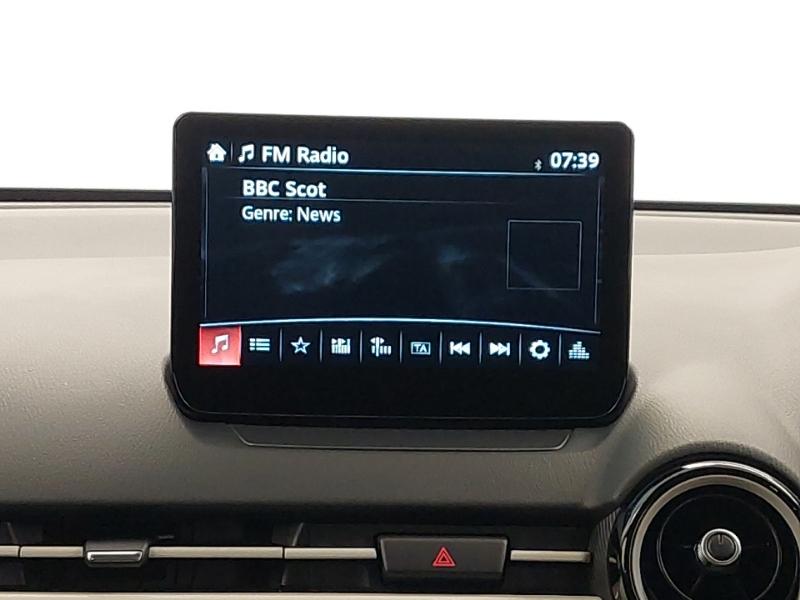 FM Radio 07:39
BBC Scot
Genre: News
TA